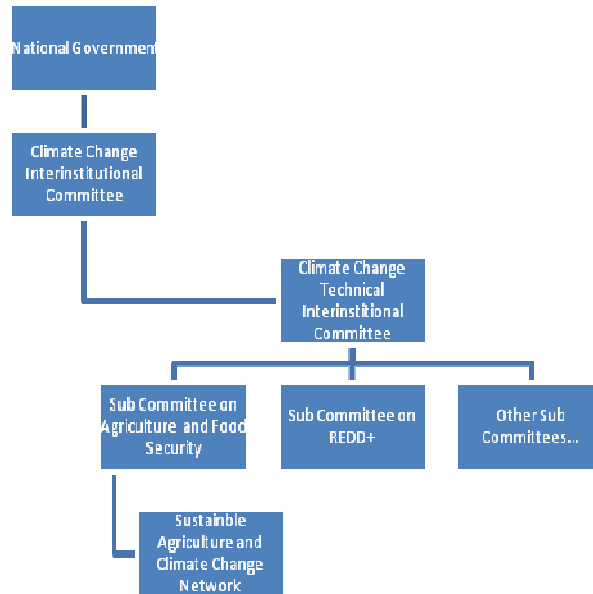 National Government
Climate Change
Interinstitutional
Committee
Climate Change
Technical
Interinstitional
Committee
Sub Committee on
Agriculture and Food
Security
Sub Committee on
REDD+
Other Sub
Committees...
Sustainble
Agriculture and
Climate Change
Network